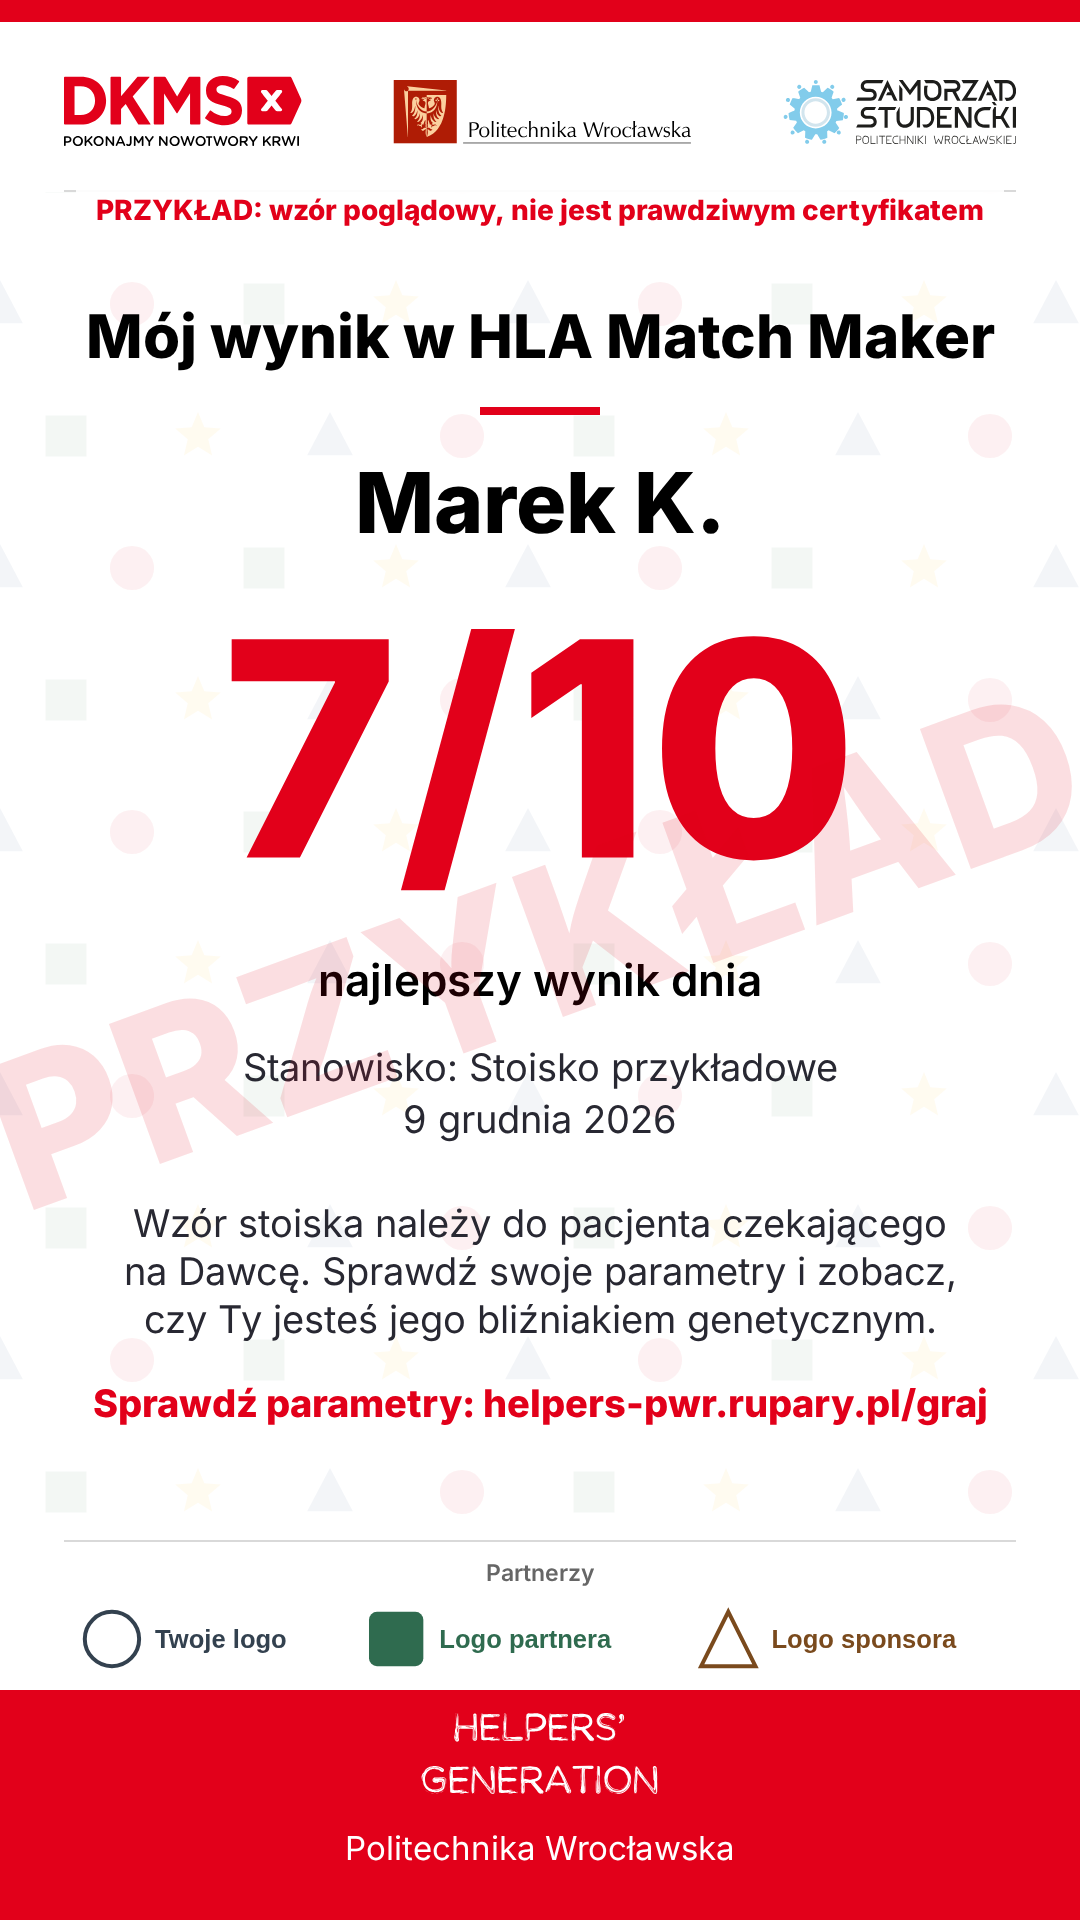 DKMS
POKONAJMY NOWOTWORY KRWI
Politechnika Wrocławska
SAMORZĄD
STUDENCKI
POLITECHNIKI WROCŁAWSKIEJ
PRZYKŁAD: wzór poglądowy, nie jest prawdziwym certyfikatem
Mój wynik w HLA Match Maker
Marek K.
7/10
PRZYKŁAD
najlepszy wynik dnia
Stanowisko: Stoisko przykładowe
9 grudnia 2026
Wzór stoiska należy do pacjenta czekającego
na Dawcę. Sprawdź swoje parametry i zobacz,
czy Ty jesteś jego bliźniakiem genetycznym.
Sprawdź parametry: helpers-pwr.rupary.pl/graj
Partnerzy
Twoje logo
Logo partnera
Logo sponsora
HELPERS'
GENERATION
Politechnika Wrocławska